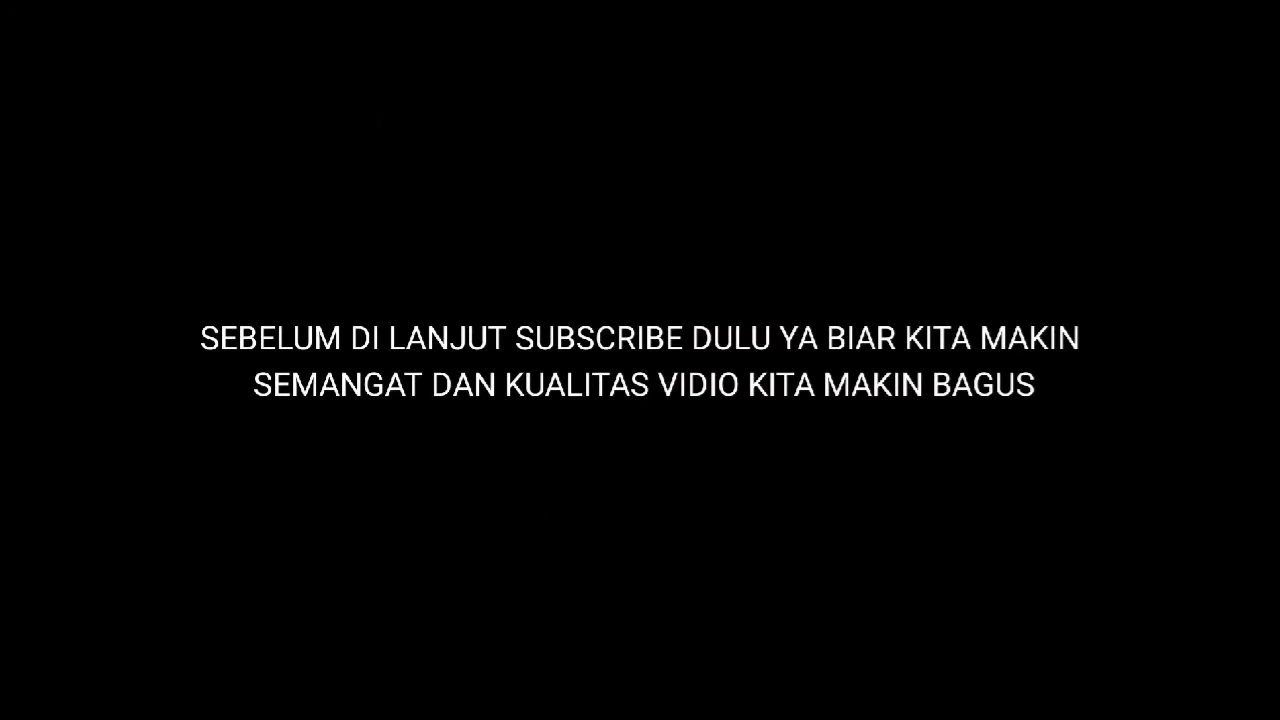 SEBELUM DI LANJUT SUBSCRIBE DULU YA BIAR KITA MAKIN
SEMANGAT DAN KUALITAS VIDIO KITA MAKIN BAGUS